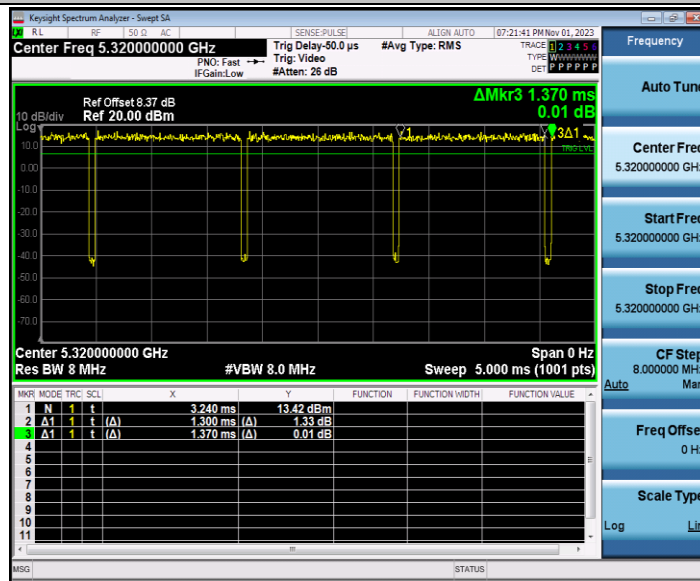 Keysight Spectrum Analyzer - Swept SA
RL RF 50 Ω AC SENSE:PULSE ALIGN AUTO 07:21:41 PM Nov 01, 2023
Center Freq 5.320000000 GHz
PNO: Fast
IFGain:Low
Trig Delay-50.0 µs
Trig: Video
#Atten: 26 dB
#Avg Type: RMS
TRACE 1 2 3 4 5 6
TYPE WWWWWW
DET P P P P P P
Ref Offset 8.37 dB
10 dB/div Ref 20.00 dBm
Log
ΔMkr3 1.370 ms
0.01 dB
1
3Δ1
TRIG LVL
10.0
0.00
-10.0
-20.0
-30.0
-40.0
-50.0
-60.0
-70.0
Center 5.320000000 GHz Span 0 Hz
Res BW 8 MHz #VBW 8.0 MHz Sweep 5.000 ms (1001 pts)
MKR MODE TRC SCL X Y FUNCTION FUNCTION WIDTH FUNCTION VALUE
1 N 1 t 3.240 ms 13.42 dBm
2 Δ1 1 t (Δ) 1.300 ms (Δ) 1.33 dB
3 Δ1 1 t (Δ) 1.370 ms (Δ) 0.01 dB
4
5
6
7
8
9
10
11
MSG STATUS
Frequency
Auto Tune
Center Freq
5.320000000 GHz
Start Freq
5.320000000 GHz
Stop Freq
5.320000000 GHz
CF Step
8.000000 MHz
Auto Man
Freq Offset
0 Hz
Scale Type
Log Lin